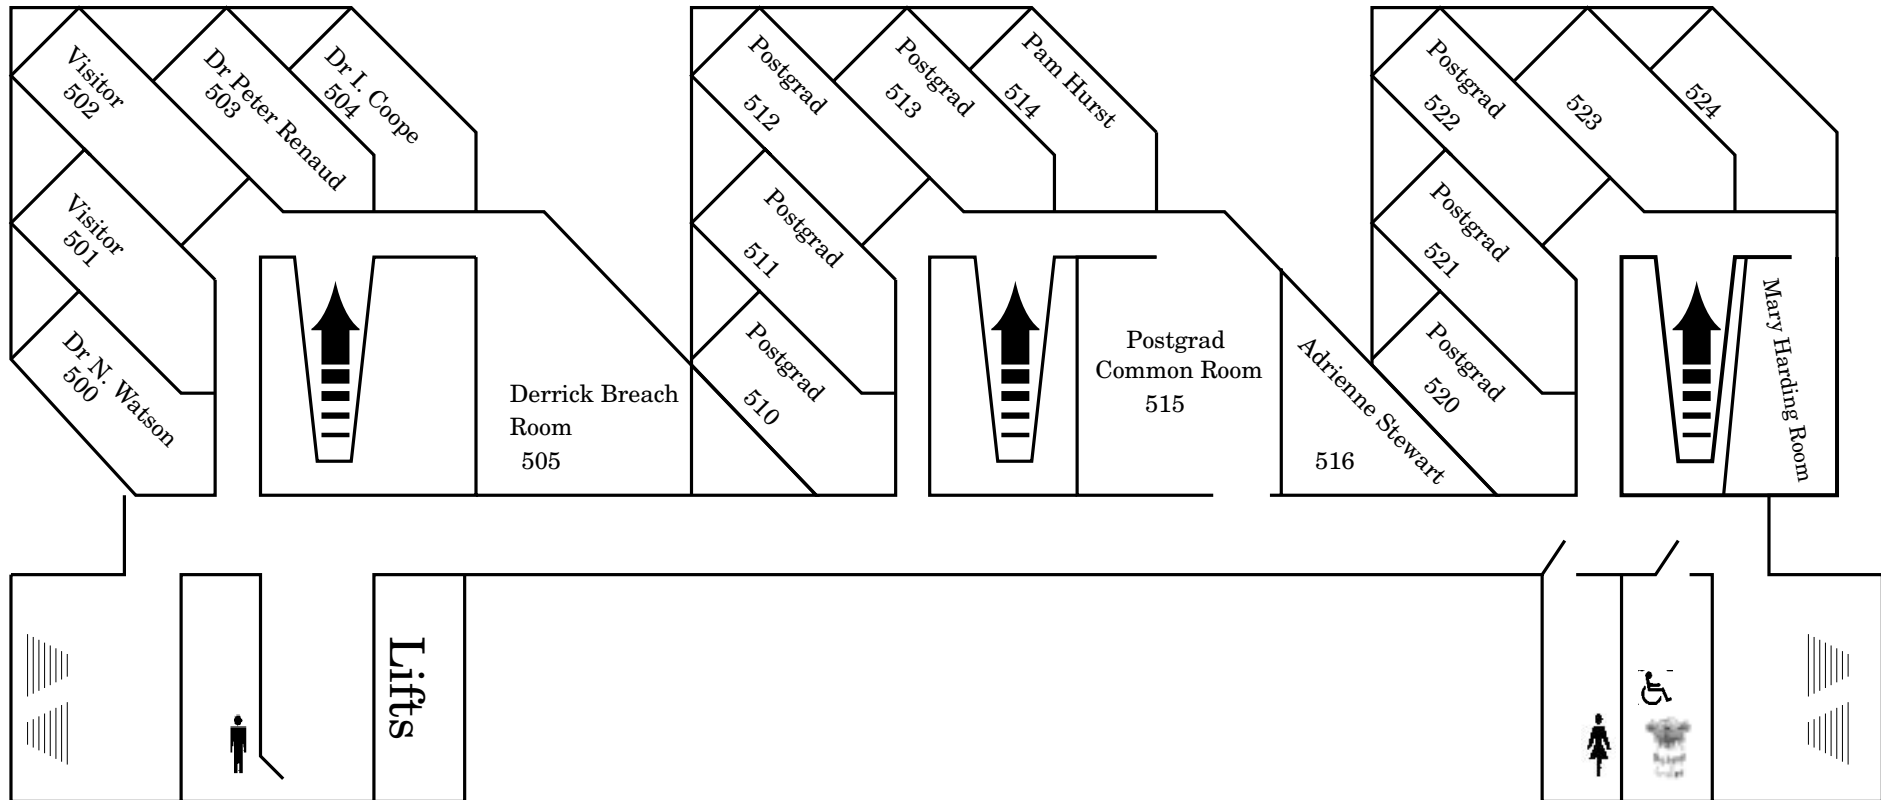 Visitor
502
Dr Peter Renaud
503
Dr I. Coope
504
Visitor
501
Dr N. Watson
500
Derrick Breach
Room
505
Postgrad
512
Postgrad
513
Pam Hurst
514
Postgrad
511
Postgrad
510
Postgrad
Common Room
515
Adrienne Stewart
516
Postgrad
522
523
524
Postgrad
521
Postgrad
520
Mary Harding Room
Lifts